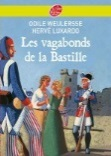 ODILE WEULERSSE
HERVÉ LUXARDO
Les vagabonds
de la Bastille